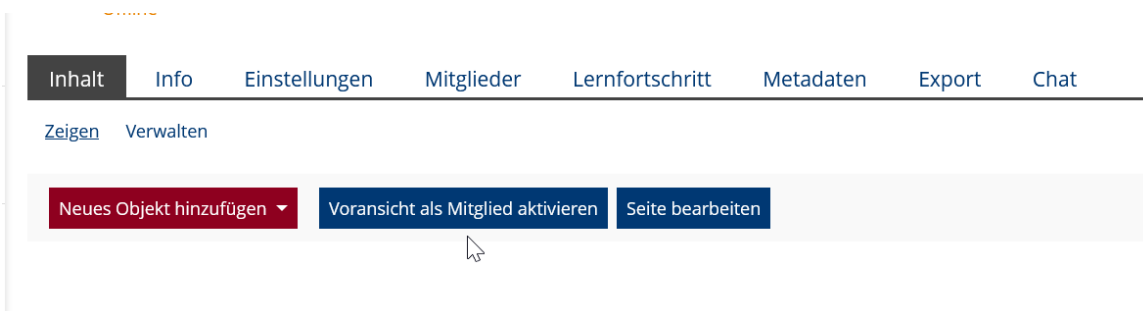 Inhalt Info Einstellungen Mitglieder Lernfortschritt Metadaten Export Chat
Zeigen Verwalten
Neues Objekt hinzufügen Voransicht als Mitglied aktivieren Seite bearbeiten